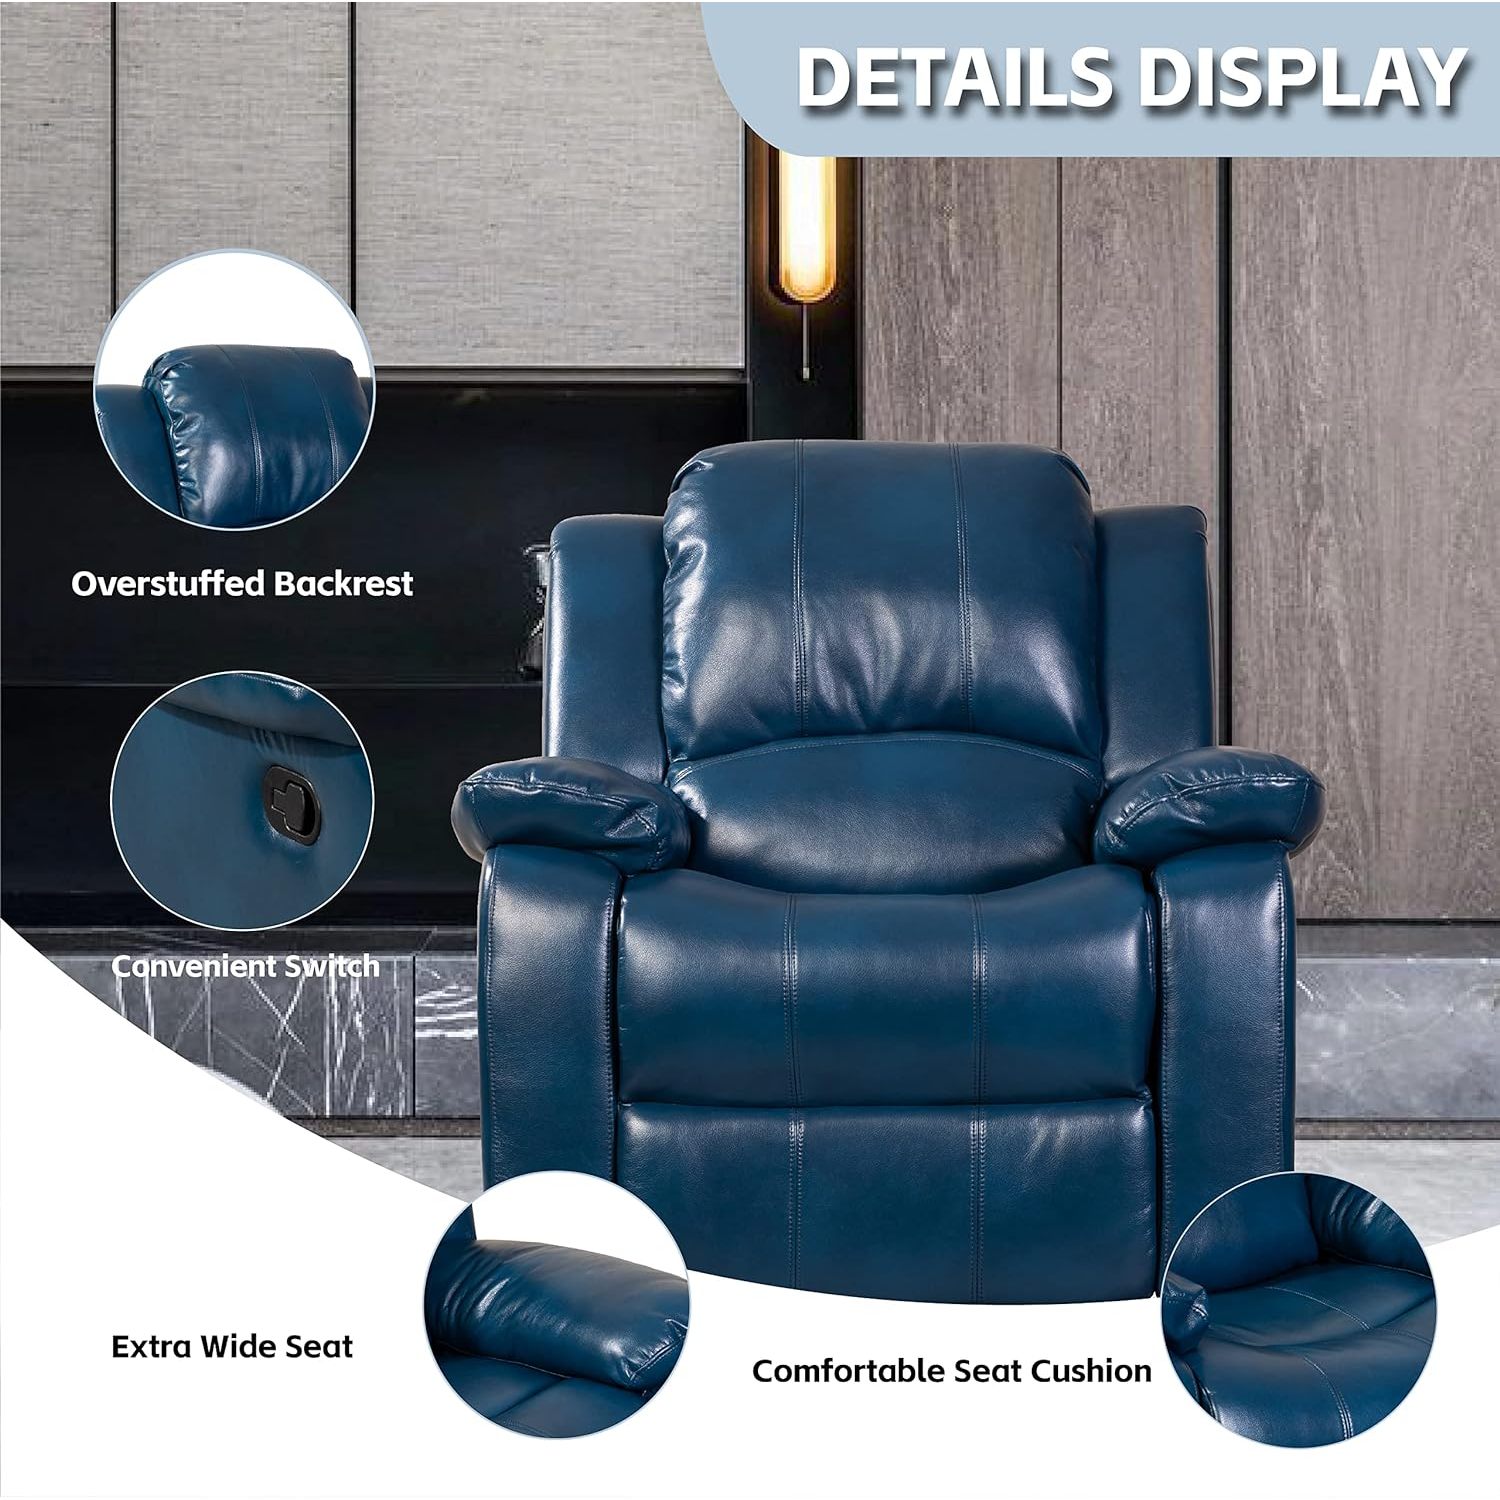 DETAILS DISPLAY
Overstuffed Backrest
Convenient Switch
Extra Wide Seat
Comfortable Seat Cushion